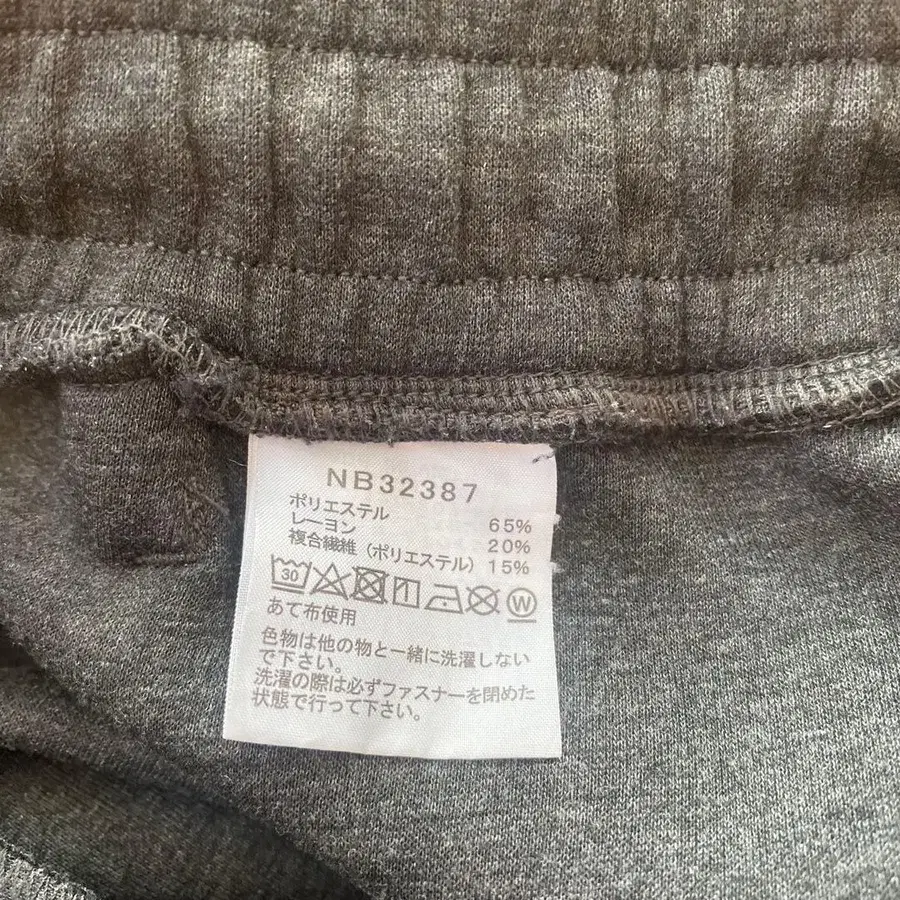 NB32387
ポリエステル 65%
レーヨン 20%
複合繊維(ポリエステル) 15%
30 W
あて布使用
色物は他の物と一緒に洗濯しない
で下さい。
洗濯の際は必ずファスナーを閉めた
状態で行って下さい。